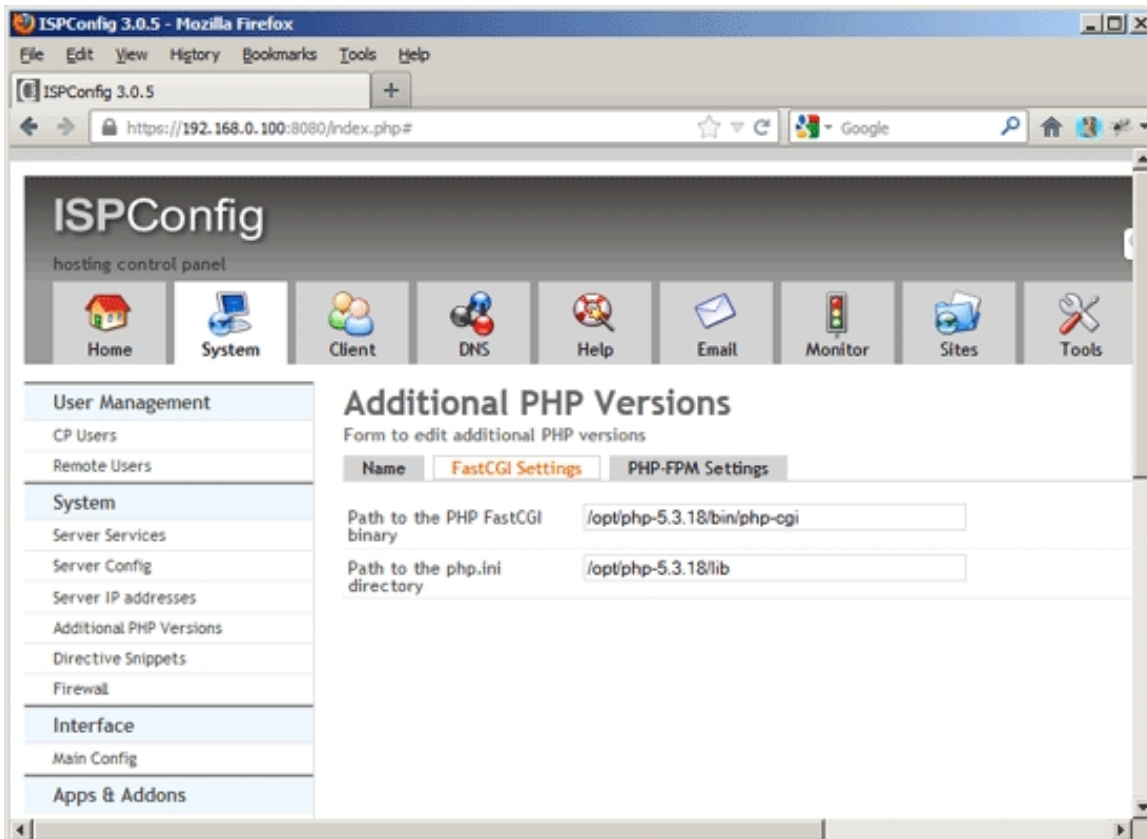 ISPConfig 3.0.5 - Mozilla Firefox
File Edit View History Bookmarks Tools Help
ISPConfig 3.0.5 +
https://192.168.0.100:8080/index.php# Google
ISPConfig
hosting control panel
Home System Client DNS Help Email Monitor Sites Tools
User Management
CP Users
Remote Users
System
Server Services
Server Config
Server IP addresses
Additional PHP Versions
Directive Snippets
Firewall
Interface
Main Config
Apps & Addons
Additional PHP Versions
Form to edit additional PHP versions
Name FastCGI Settings PHP-FPM Settings
Path to the PHP FastCGI /opt/php-5.3.18/bin/php-cgi
binary
Path to the php.ini /opt/php-5.3.18/lib
directory